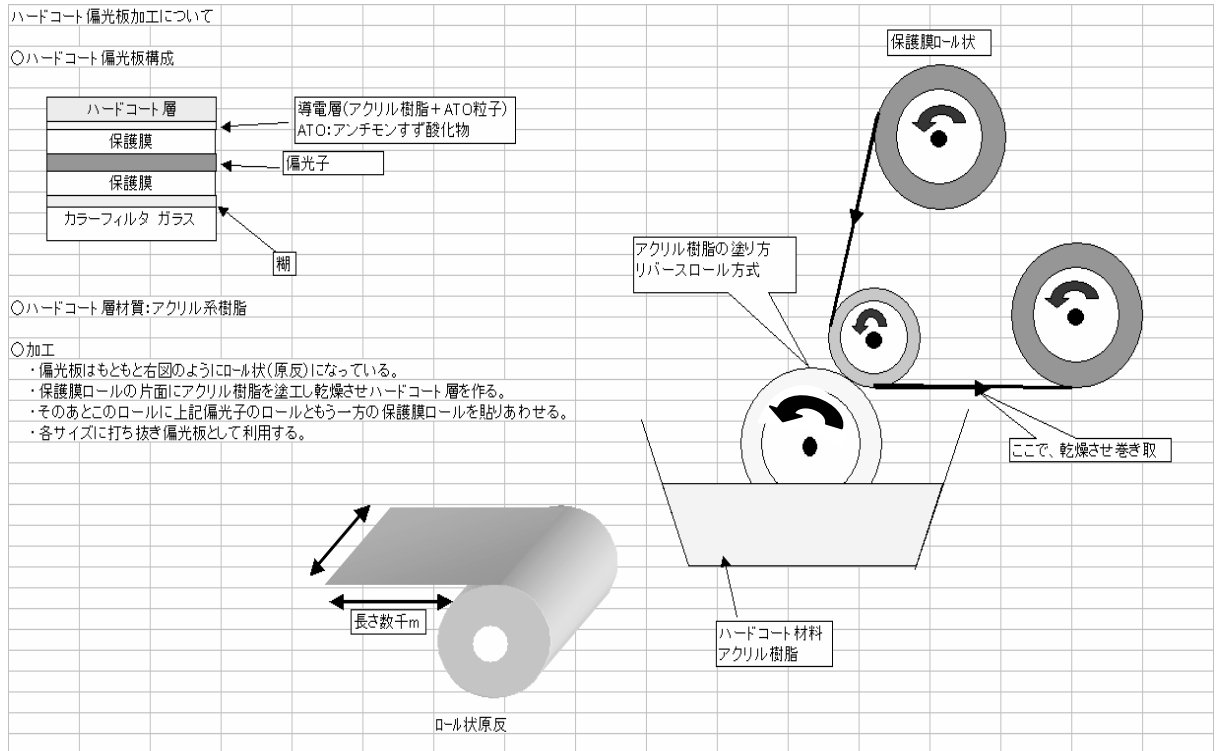 ハードコート偏光板加工について
○ハードコート偏光板構成
ハードコート層
保護膜
保護膜
カラーフィルタ ガラス
導電層(アクリル樹脂+ATO粒子)
ATO:アンチモンすず酸化物
偏光子
糊
○ハードコート層材質:アクリル系樹脂
○加工
・偏光板はもともと右図のようにロール状(原反)になっている。
・保護膜ロールの片面にアクリル樹脂を塗工し乾燥させハードコート層を作る。
・そのあとこのロールに上記偏光子のロールともう一方の保護膜ロールを貼りあわせる。
・各サイズに打ち抜き偏光板として利用する。
保護膜ロール状
アクリル樹脂の塗り方
リバースロール方式
ここで、乾燥させ巻き取
ハードコート材料
アクリル樹脂
長さ数千m
ロール状原反